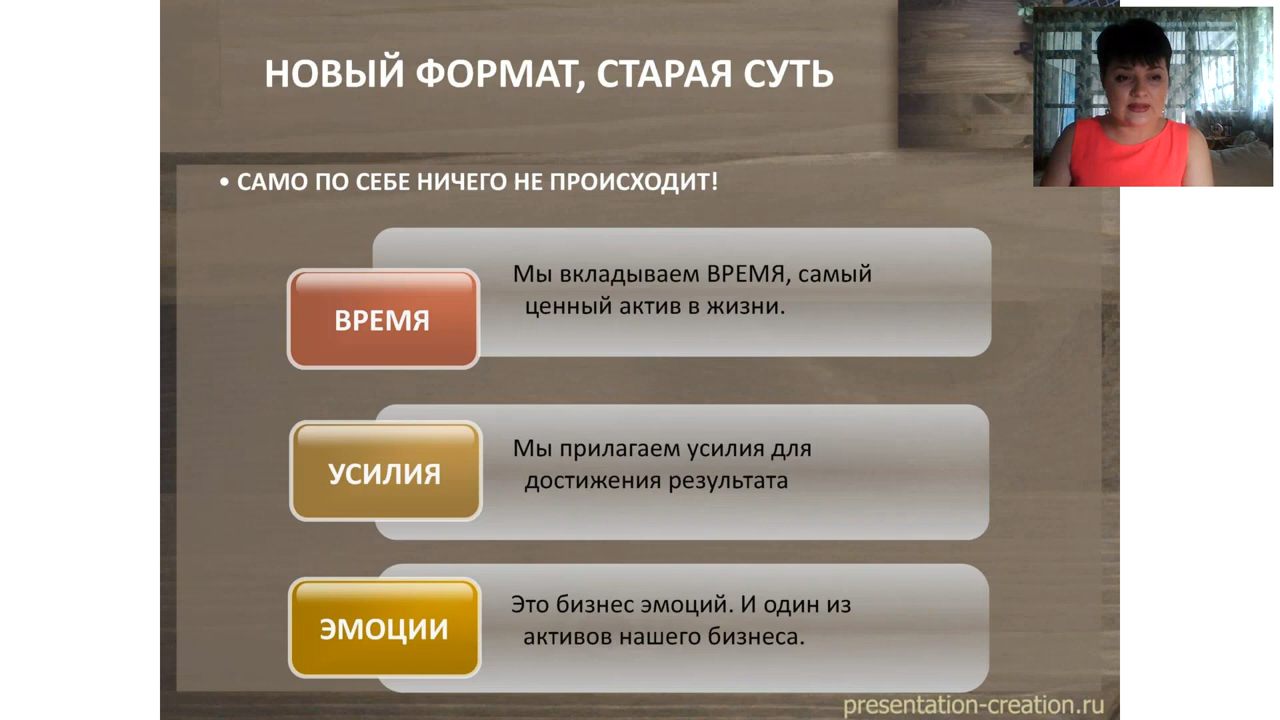 НОВЫЙ ФОРМАТ, СТАРАЯ СУТЬ
• САМО ПО СЕБЕ НИЧЕГО НЕ ПРОИСХОДИТ!
ВРЕМЯ
Мы вкладываем ВРЕМЯ, самый
ценный актив в жизни.
УСИЛИЯ
Мы прилагаем усилия для
достижения результата
ЭМОЦИИ
Это бизнес эмоций. И один из
активов нашего бизнеса.
presentation-creation.ru